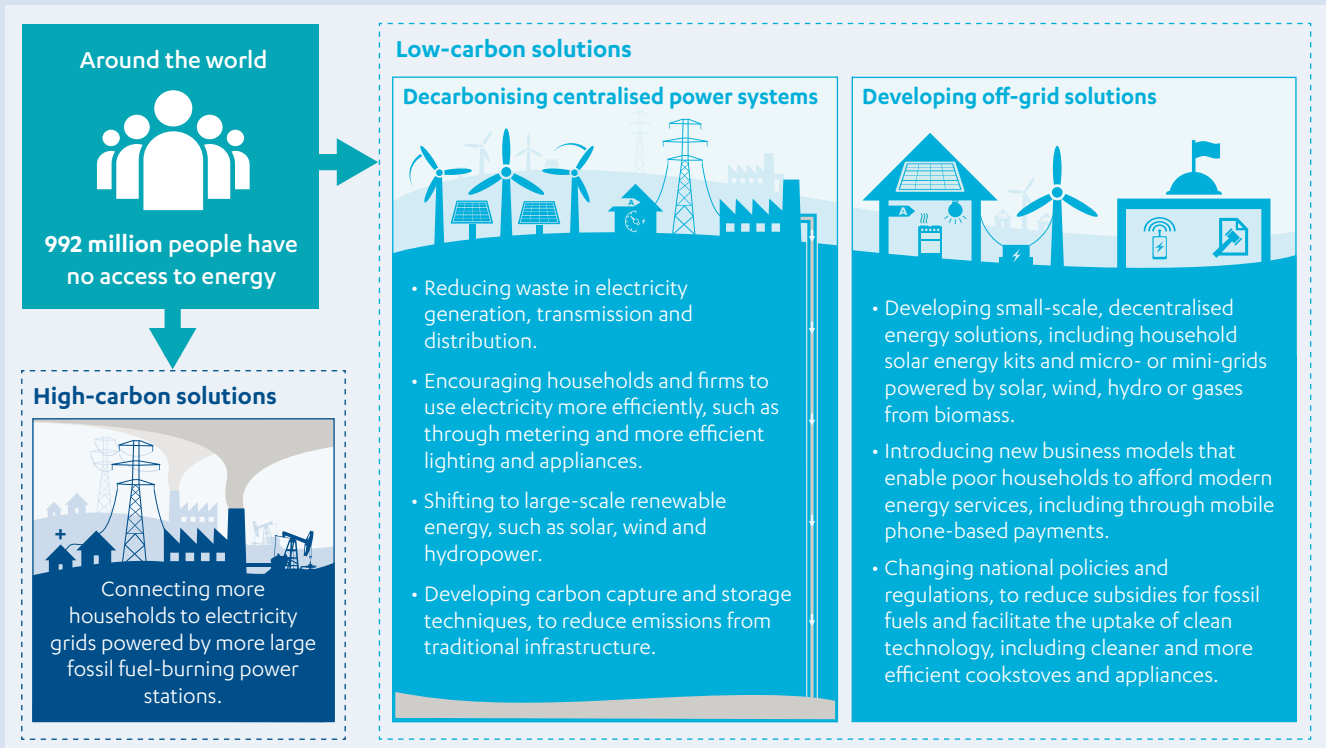 Around the world
992 million people have
no access to energy
High-carbon solutions
+
Connecting more
households to electricity
grids powered by more large
fossil fuel-burning power
stations.
Low-carbon solutions
Decarbonising centralised power systems
A
• Reducing waste in electricity
generation, transmission and
distribution.
• Encouraging households and firms to
use electricity more efficiently, such as
through metering and more efficient
lighting and appliances.
• Shifting to large-scale renewable
energy, such as solar, wind and
hydropower.
• Developing carbon capture and storage
techniques, to reduce emissions from
traditional infrastructure.
Developing off-grid solutions
A
• Developing small-scale, decentralised
energy solutions, including household
solar energy kits and micro- or mini-grids
powered by solar, wind, hydro or gases
from biomass.
• Introducing new business models that
enable poor households to afford modern
energy services, including through mobile
phone-based payments.
• Changing national policies and
regulations, to reduce subsidies for fossil
fuels and facilitate the uptake of clean
technology, including cleaner and more
efficient cookstoves and appliances.